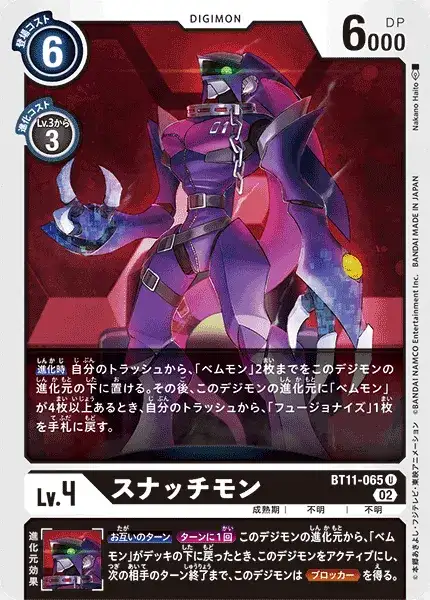 DIGIMON
登場コスト
6
DP
6000
進化コスト
Lv.3から
3
Nakano Haito
©BANDAI NAMCO Entertainment Inc. BANDAI MADE IN JAPAN
©本郷あきよし・フジテレビ・東映アニメーション
01
進化時 自分のトラッシュから、「ベムモン」2枚までをこのデジモンの
進化元の下に置ける。その後、このデジモンの進化元に「ベムモン」
が4枚以上あるとき、自分のトラッシュから、「フュージョナイズ」1枚
を手札に戻す。
BT11-065 U
02
Lv.4
スナッチモン
成熟期 | 不明 | 不明
進化元効果
お互いのターン ターンに1回 このデジモンの進化元から、「ベム
モン」がデッキの下に戻ったとき、このデジモンをアクティブにし、
次の相手のターン終了まで、このデジモンは ブロッカー を得る。